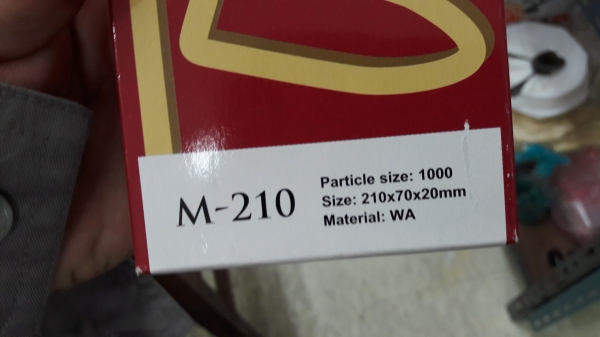 M-210
Particle size: 1000
Size: 210x70x20mm
Material: WA